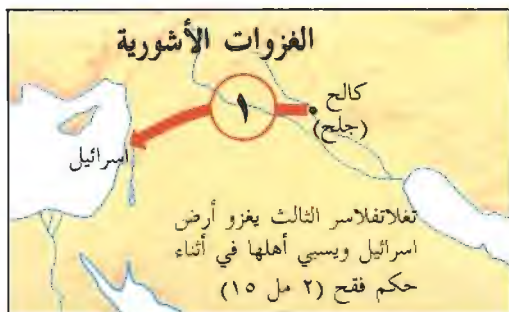 الغزوات الأشورية
١
كالح
(جلح)
اسرائيل
تغلاتفلاسر الثالث يغزو أرض
اسرائيل ويسبي أهلها في أثناء
حكم فقح (٢ مل ١٥)